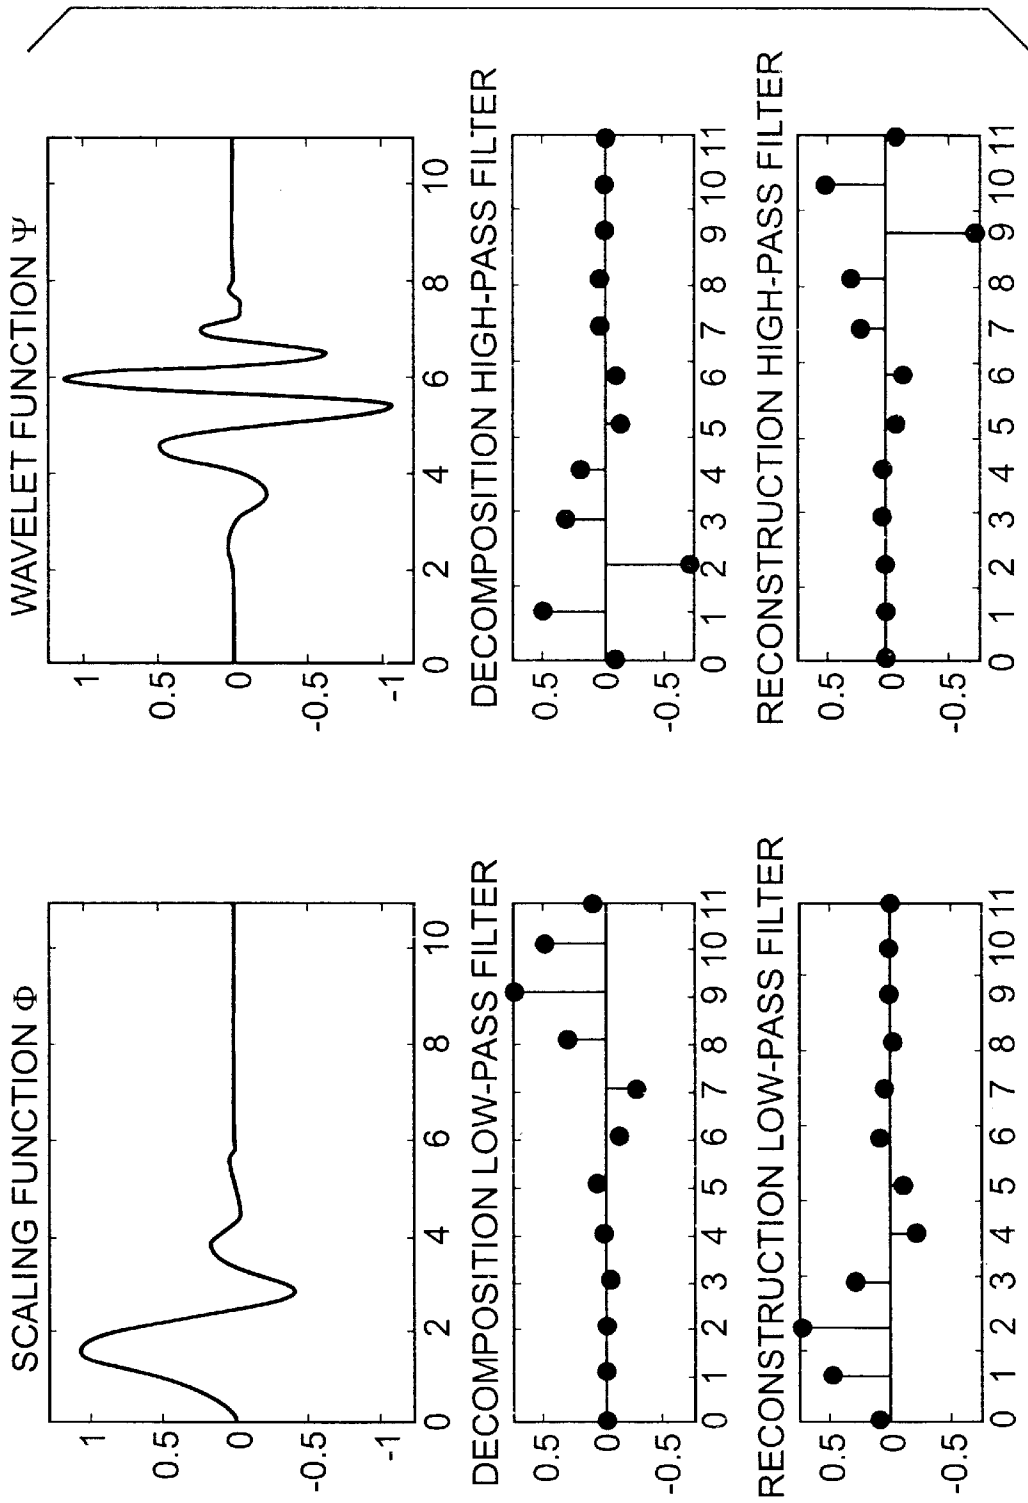 SCALING FUNCTION Φ
1
0.5
0
-0.5
-1
0 2 4 6 8 10
WAVELET FUNCTION Ψ
1
0.5
0
-0.5
-1
0 2 4 6 8 10
DECOMPOSITION LOW-PASS FILTER
0.5
0
-0.5
0 1 2 3 4 5 6 7 8 9 10 11
DECOMPOSITION HIGH-PASS FILTER
0.5
0
-0.5
0 1 2 3 4 5 6 7 8 9 10 11
RECONSTRUCTION LOW-PASS FILTER
0.5
0
-0.5
0 1 2 3 4 5 6 7 8 9 10 11
RECONSTRUCTION HIGH-PASS FILTER
0.5
0
-0.5
0 1 2 3 4 5 6 7 8 9 10 11